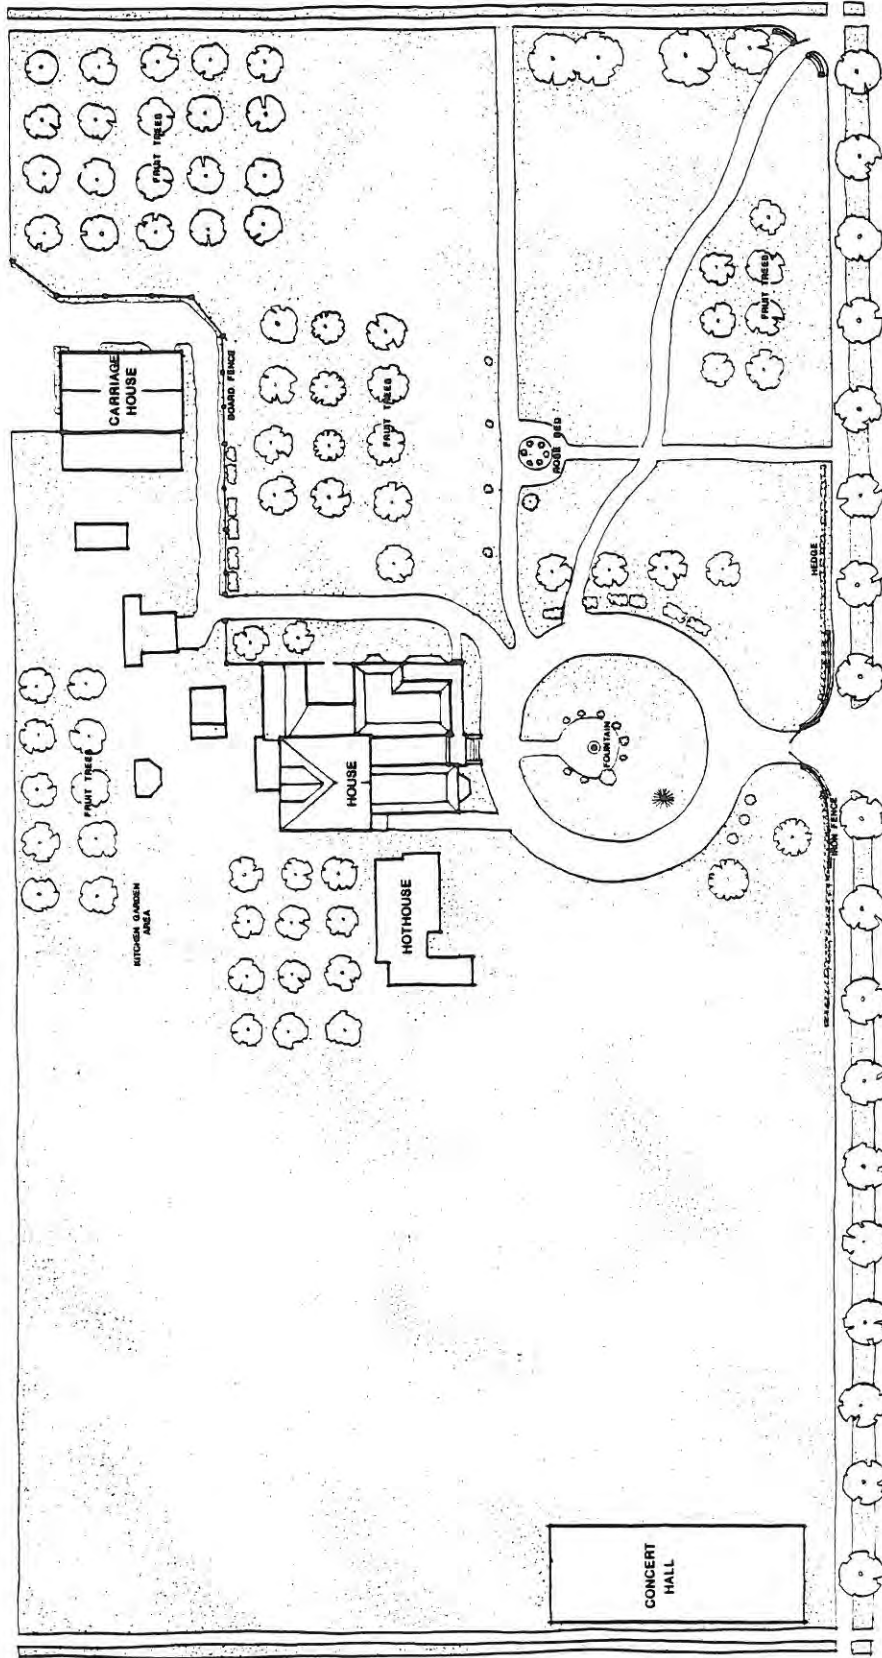 FRUIT TREES
CARRIAGE
HOUSE
BOARD FENCE
FRUIT TREES
FRUIT TREES
ROSE BED
HEDGE
FRUIT TREES
HOUSE
FOUNTAIN
IRON FENCE
KITCHEN GARDEN
AREA
HOTHOUSE
CONCERT
HALL